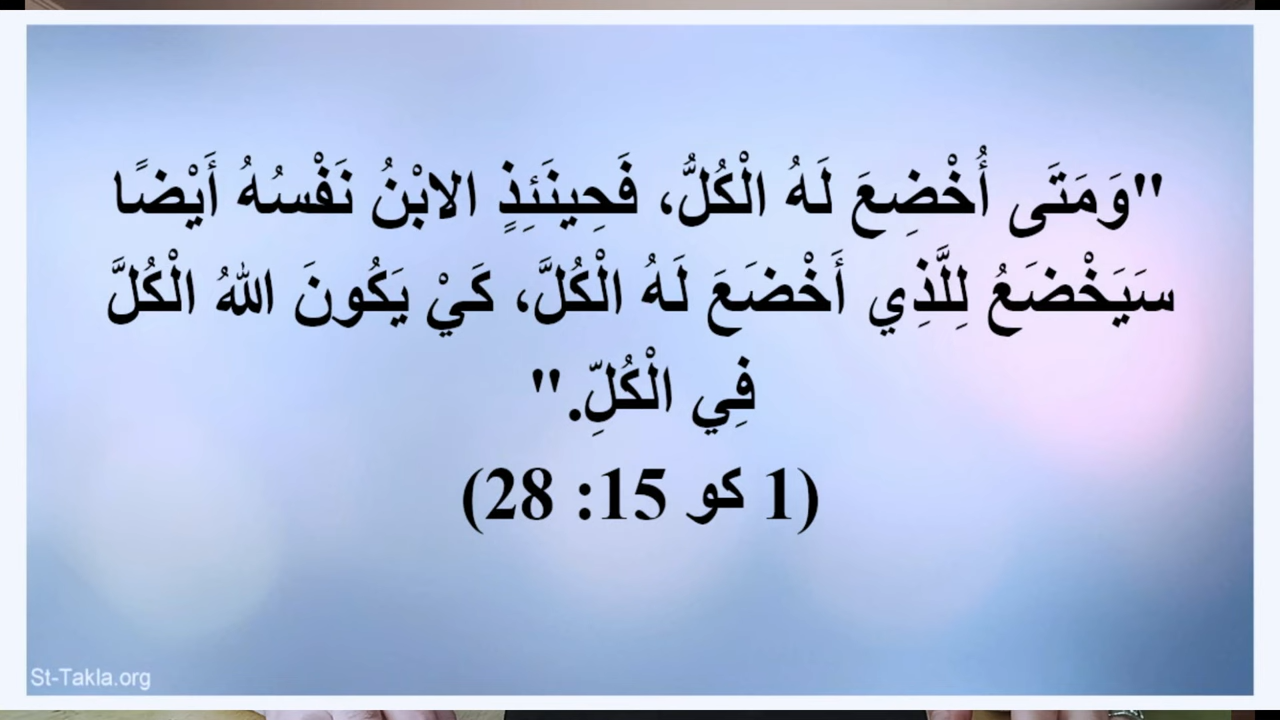 "وَمَتَى أُخْضِعَ لَهُ الْكُلُّ، فَحِينَئِذٍ الابْنُ نَفْسُهُ أَيْضًا
سَيَخْضَعُ لِلَّذِي أَخْضَعَ لَهُ الْكُلَّ، كَيْ يَكُونَ اللهُ الْكُلَّ
فِي الْكُلِّ."
(1 كو 15: 28)
St-Takla.org